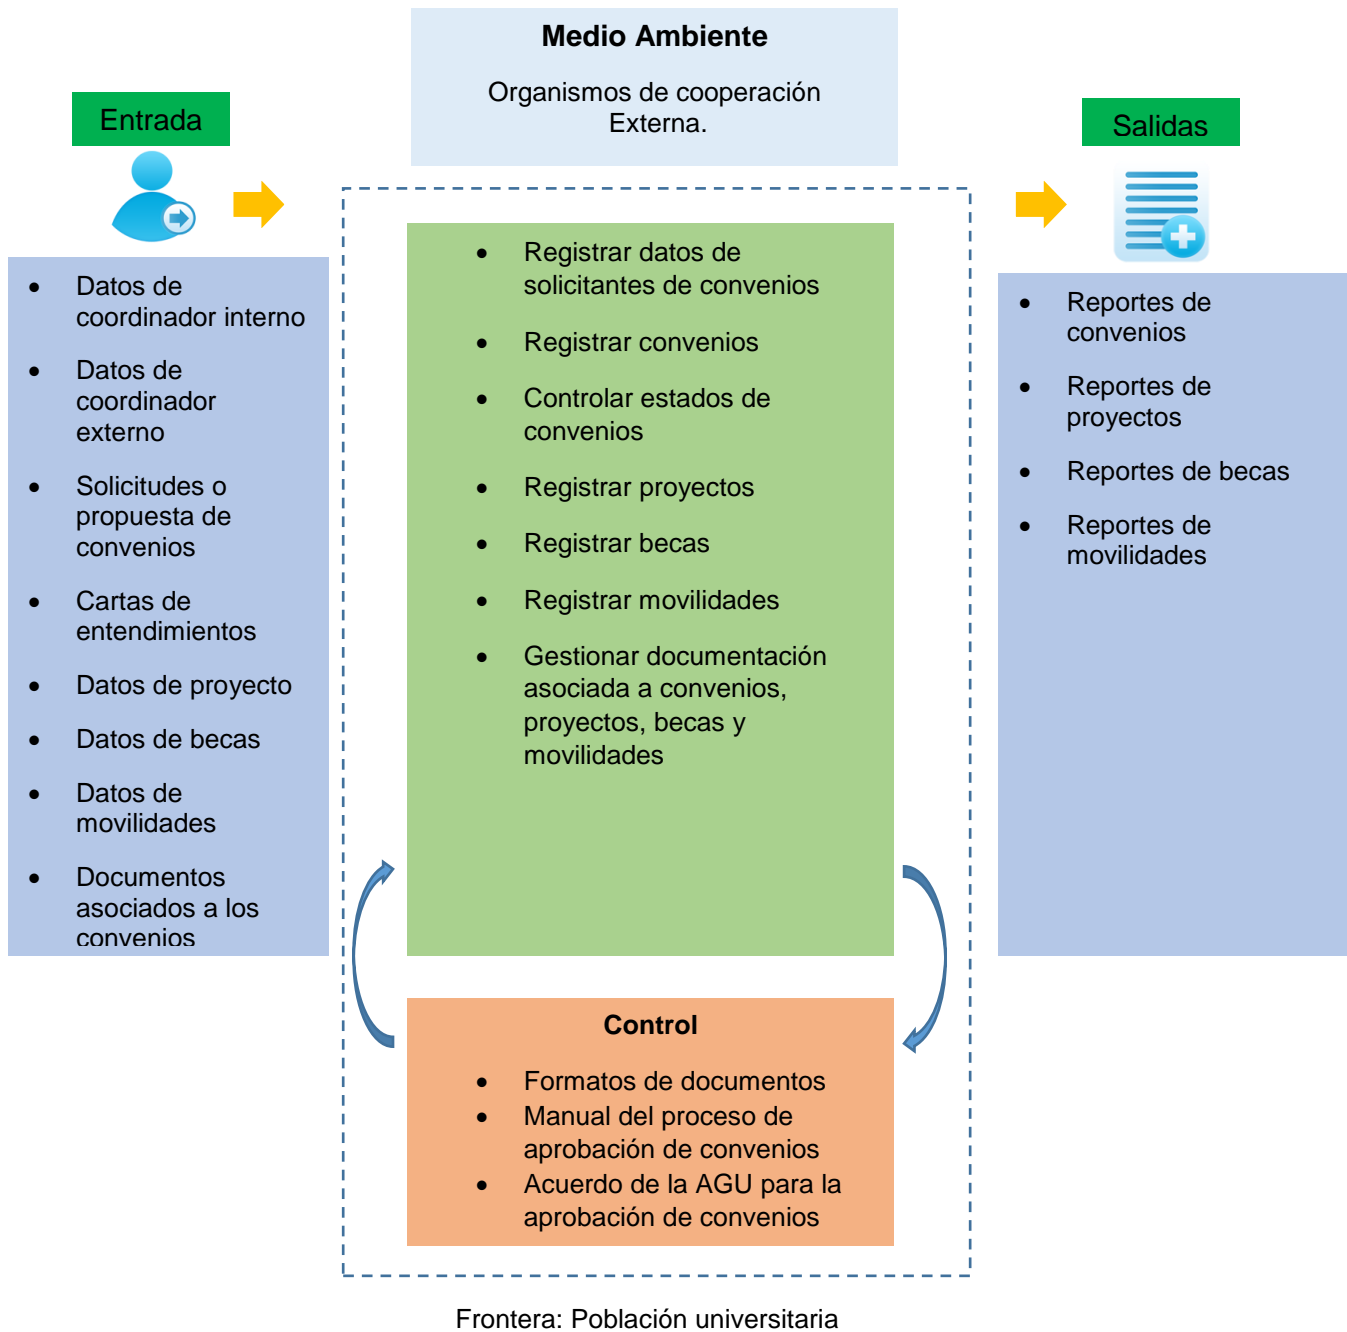 Medio Ambiente
Organismos de cooperación
Externa.
Entrada
• Datos de
coordinador interno
• Datos de
coordinador
externo
• Solicitudes o
propuesta de
convenios
• Cartas de
entendimientos
• Datos de proyecto
• Datos de becas
• Datos de
movilidades
• Documentos
asociados a los
convenios
• Registrar datos de
solicitantes de convenios
• Registrar convenios
• Controlar estados de
convenios
• Registrar proyectos
• Registrar becas
• Registrar movilidades
• Gestionar documentación
asociada a convenios,
proyectos, becas y
movilidades
Control
• Formatos de documentos
• Manual del proceso de
aprobación de convenios
• Acuerdo de la AGU para la
aprobación de convenios
Salidas
• Reportes de
convenios
• Reportes de
proyectos
• Reportes de becas
• Reportes de
movilidades
Frontera: Población universitaria